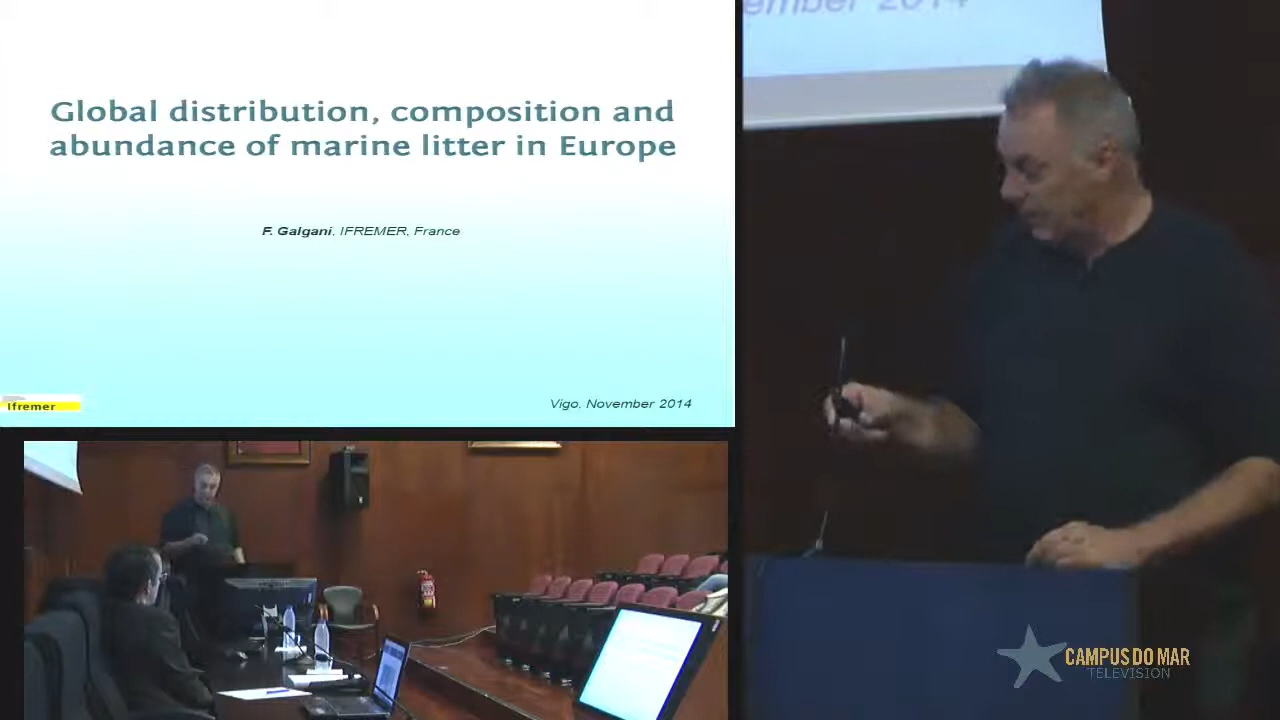 Global distribution, composition and
abundance of marine litter in Europe
F. Galgani, IFREMER, France
Ifremer
Vigo, November 2014
ember 2014
CAMPUS DO MAR
TELEVISION